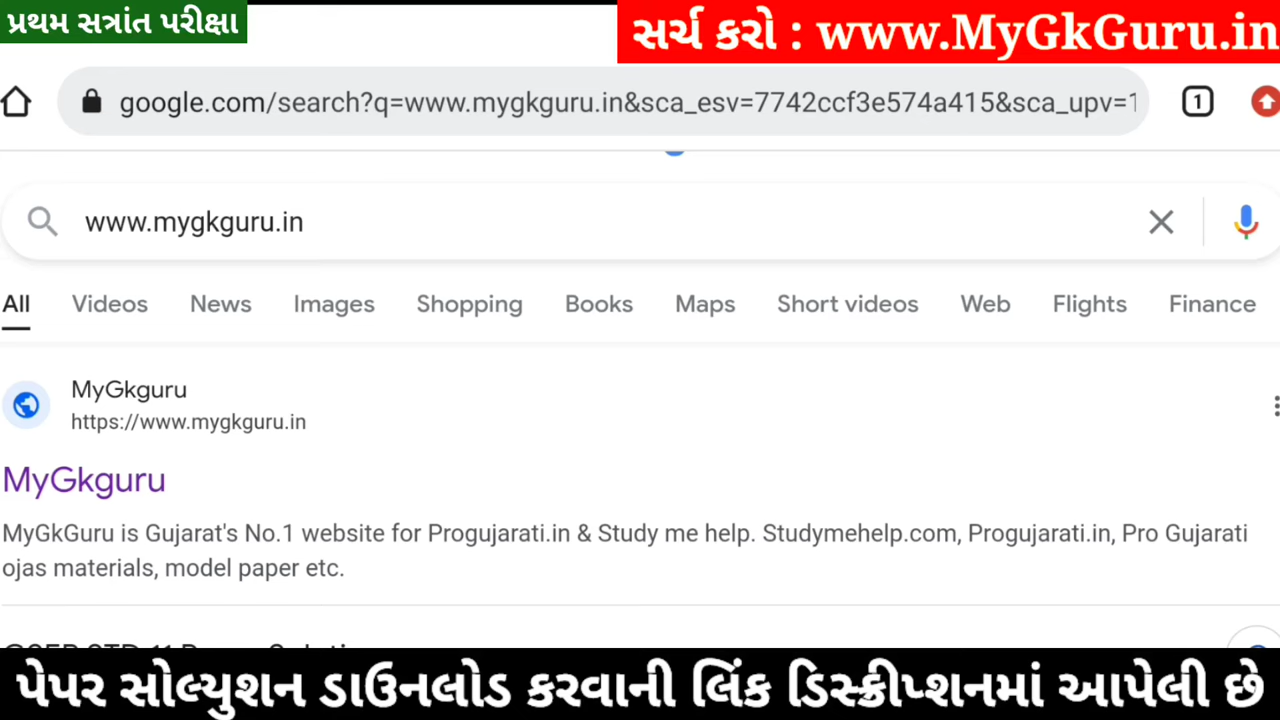 પ્રથમ સત્રાંત પરીક્ષા
સર્ચ કરો : www.MyGkGuru.in
google.com/search?q=www.mygkguru.in&sca_esv=7742ccf3e574a415&sca_upv=1
1
www.mygkguru.in
All Videos News Images Shopping Books Maps Short videos Web Flights Finance
MyGkguru
https://www.mygkguru.in
MyGkguru
MyGkGuru is Gujarat's No.1 website for Progujarati.in & Study me help. Studymehelp.com, Progujarati.in, Pro Gujarati
ojas materials, model paper etc.
પેપર સોલ્યુશન ડાઉનલોડ કરવાની લિંક ડિસ્ક્રીપ્શનમાં આપેલી છે